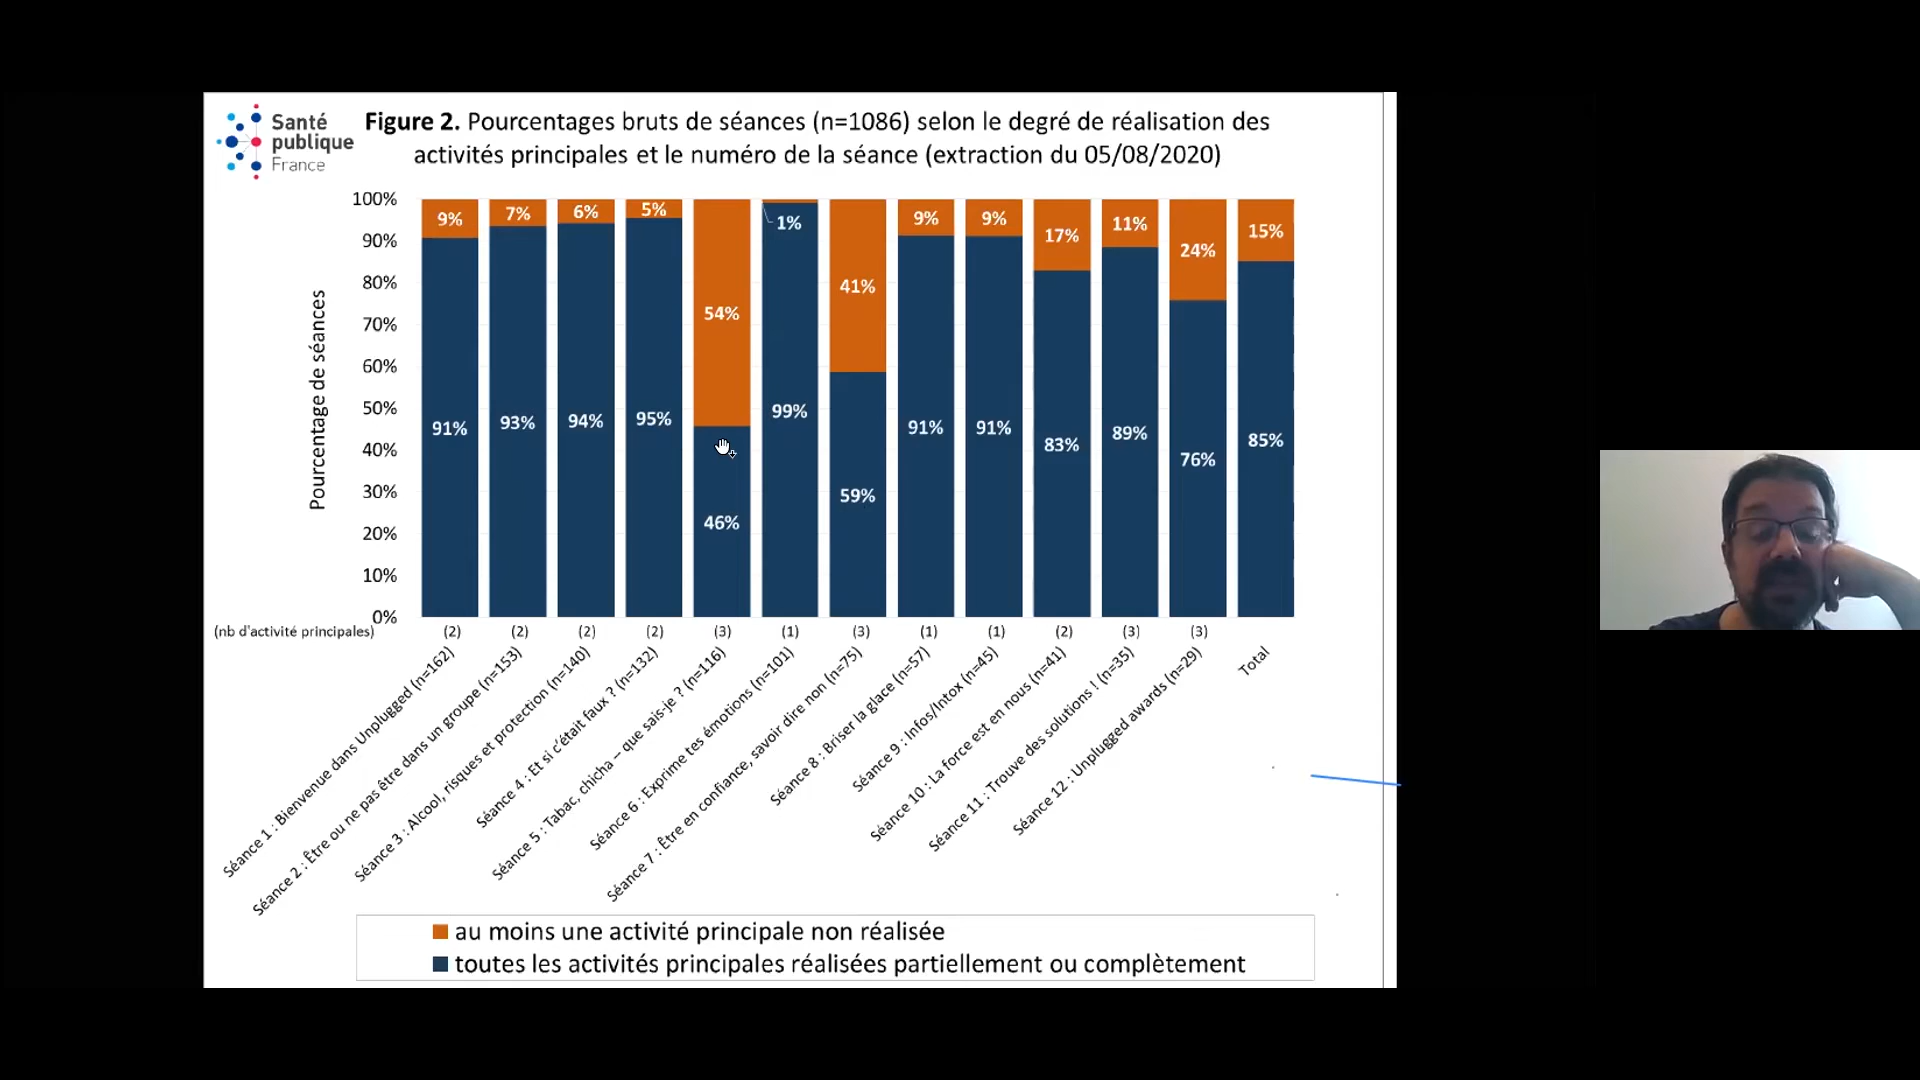 Santé
publique
France
Figure 2. Pourcentages bruts de séances (n=1086) selon le degré de réalisation des
activités principales et le numéro de la séance (extraction du 05/08/2020)
Pourcentage de séances
100%
90%
80%
70%
60%
50%
40%
30%
20%
10%
0%
9% 7% 6% 5% 54% 1% 41% 9% 9% 17% 11% 24% 15%
91% 93% 94% 95% 46% 99% 59% 91% 91% 83% 89% 76% 85%
(nb d'activité principales) (2) (2) (2) (2) (3) (1) (3) (1) (1) (2) (3) (3)
Séance 1 : Bienvenue dans Unplugged (n=162)
Séance 2 : Être ou ne pas être dans un groupe (n=153)
Séance 3 : Alcool, risques et protection (n=140)
Séance 4 : Et si c'était faux ? (n=132)
Séance 5 : Tabac, chicha – que sais-je ? (n=116)
Séance 6 : Exprime tes émotions (n=101)
Séance 7 : Être en confiance, savoir dire non (n=75)
Séance 8 : Briser la glace (n=57)
Séance 9 : Infos/Intox (n=45)
Séance 10 : La force est en nous (n=41)
Séance 11 : Trouve des solutions ! (n=35)
Séance 12 : Unplugged awards (n=29)
Total
au moins une activité principale non réalisée
toutes les activités principales réalisées partiellement ou complètement